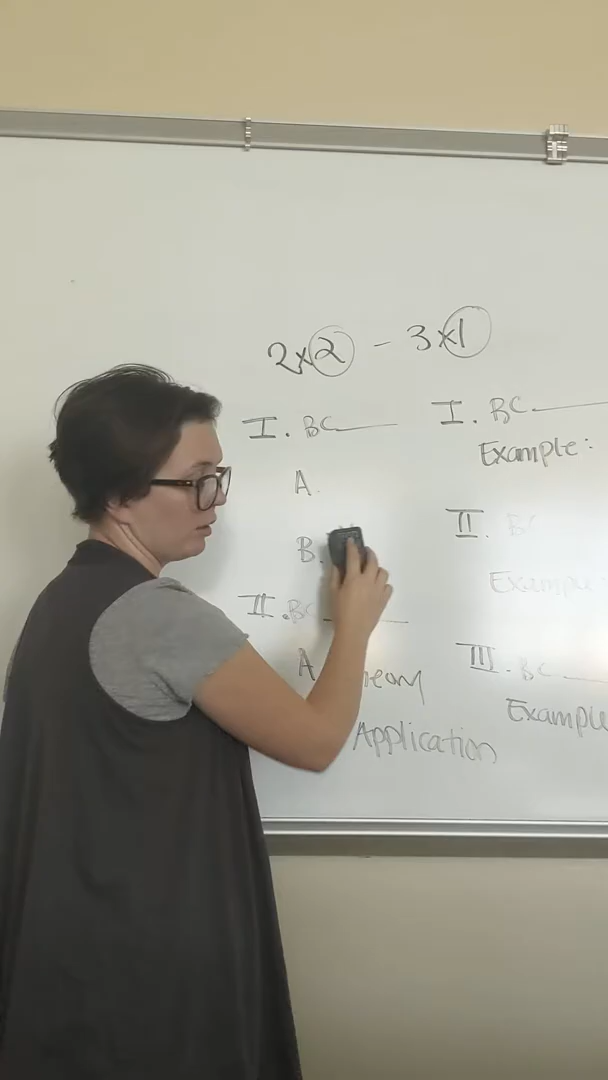 2x2 - 3x1
I. BC
A.
B.
II. BC
A. Theory
Application
I. BC
Example:
II. BC
Example:
III. BC
Example